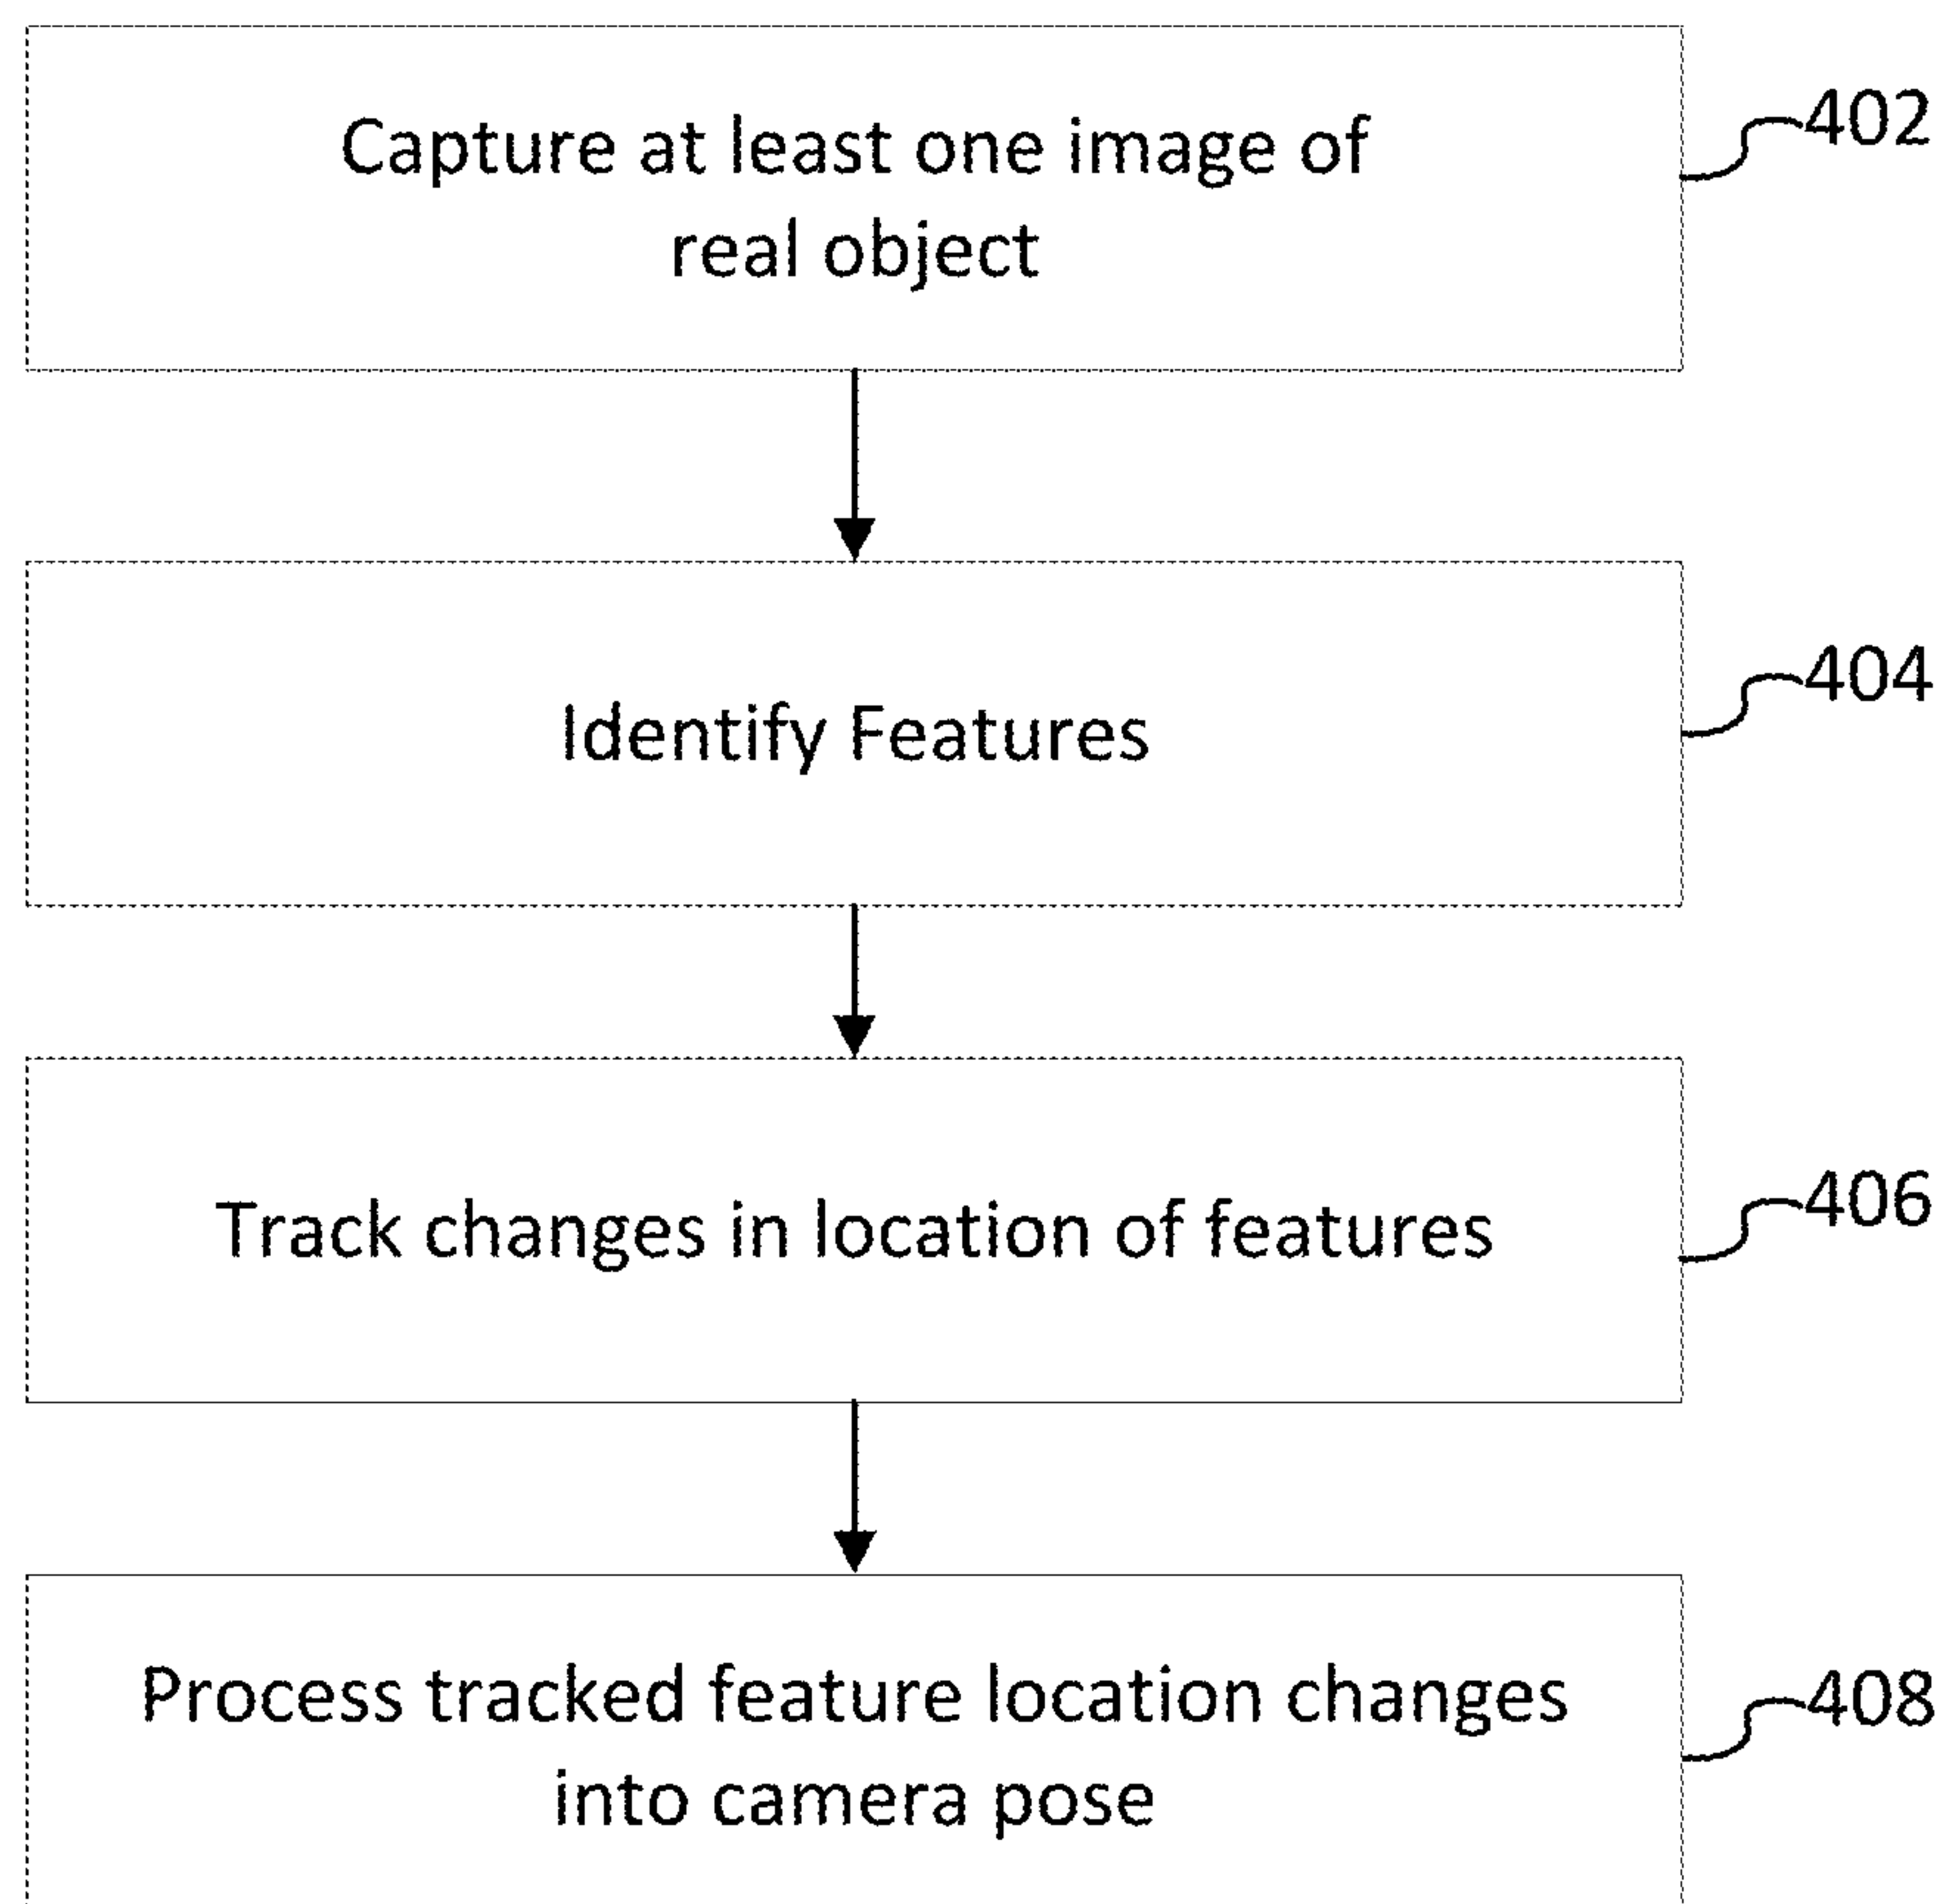 Capture at least one image of
real object
402
Identify Features
404
Track changes in location of features
406
Process tracked feature location changes
into camera pose
408